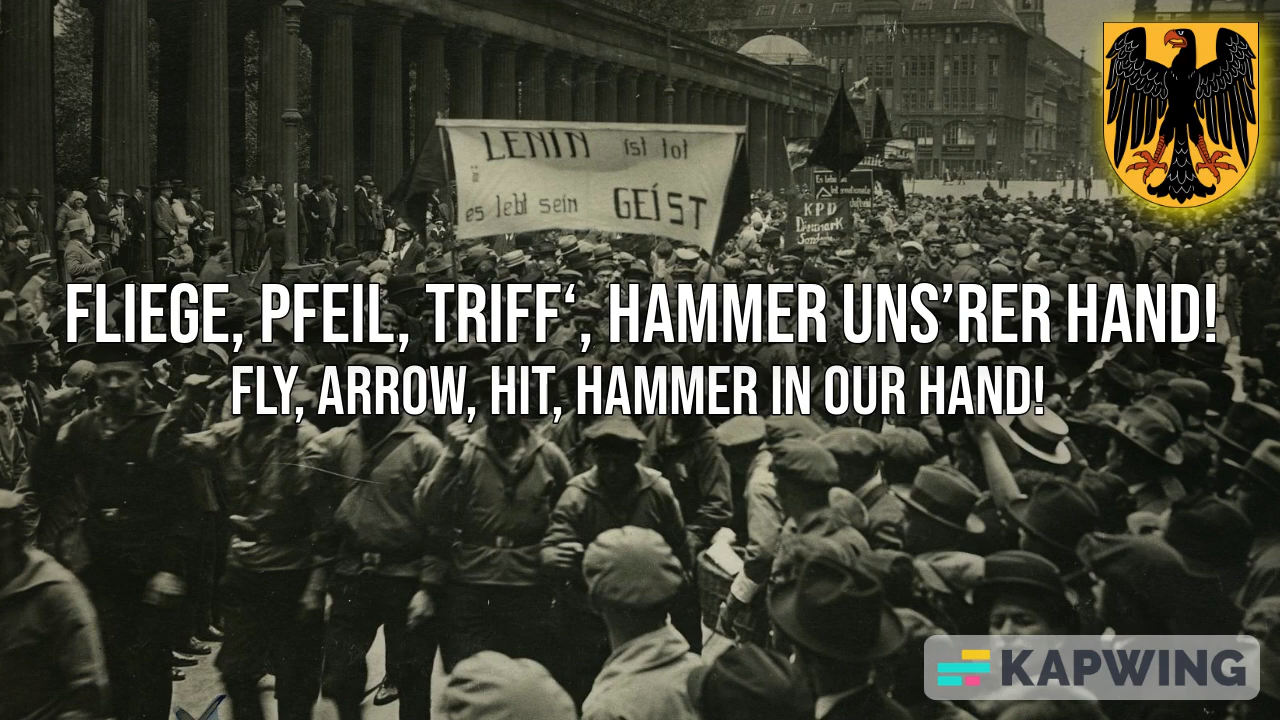 LENIN ist tot
es lebt sein GEIST
KPD
FLIEGE, PFEIL, TRIFF‘, HAMMER UNS’RER HAND!
FLY, ARROW, HIT, HAMMER IN OUR HAND!
KAPWING